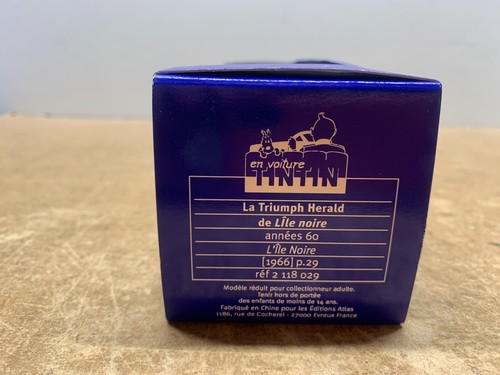 en voiture
TINTIN
La Triumph Herald
de L'Île noire
années 60
L'Île Noire
[1966] p.29
réf 2 118 029
Modèle réduit pour collectionneur adulte.
Tenir hors de portée
des enfants de moins de 14 ans.
Fabriqué en Chine pour les Éditions Atlas
1186, rue de Cocherel - 27000 Evreux France